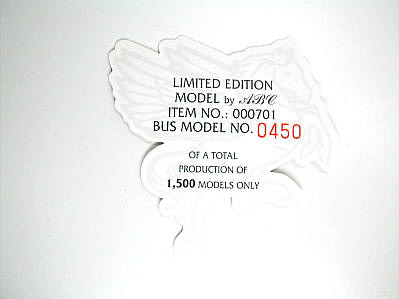 LIMITED EDITION
MODEL by ABC
ITEM NO.: 000701
BUS MODEL NO. 0450
OF A TOTAL
PRODUCTION OF
1,500 MODELS ONLY